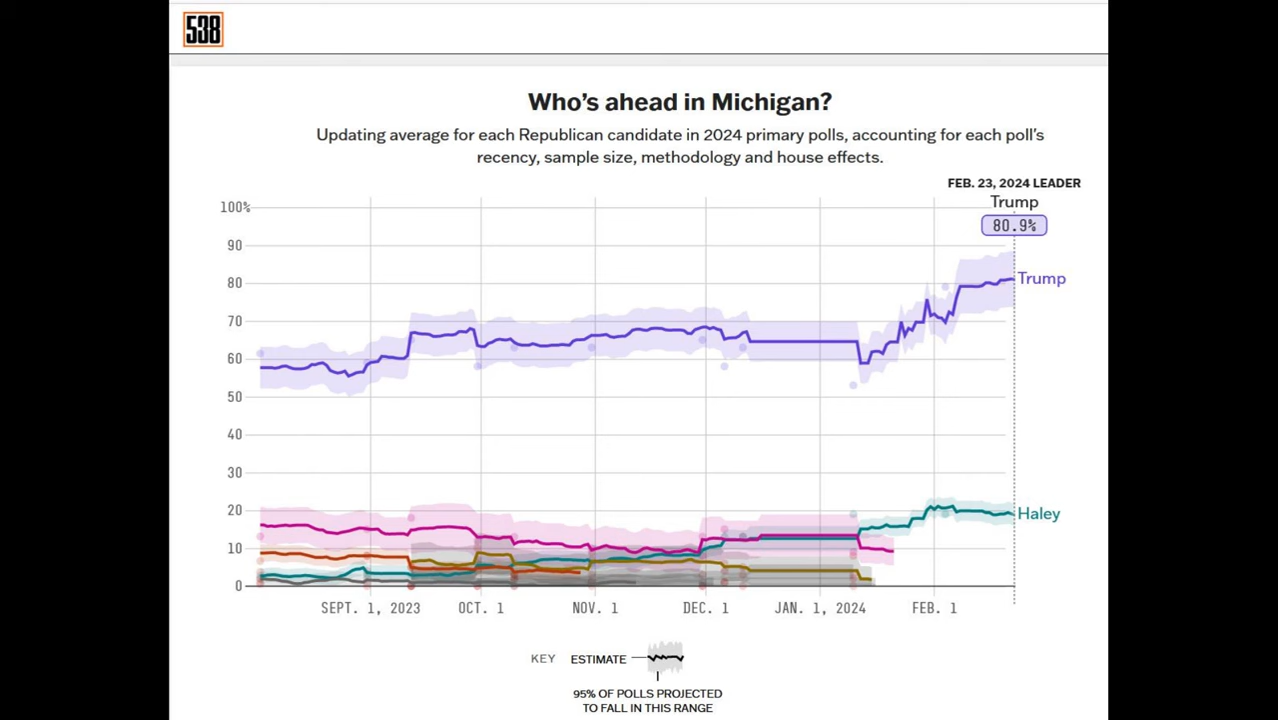 538
Who's ahead in Michigan?
Updating average for each Republican candidate in 2024 primary polls, accounting for each poll's
recency, sample size, methodology and house effects.
FEB. 23, 2024 LEADER
Trump
80.9%
100%
90
80
Trump
70
60
50
40
30
20
Haley
10
0
SEPT. 1, 2023 OCT. 1 NOV. 1 DEC. 1 JAN. 1, 2024 FEB. 1
KEY ESTIMATE
95% OF POLLS PROJECTED
TO FALL IN THIS RANGE